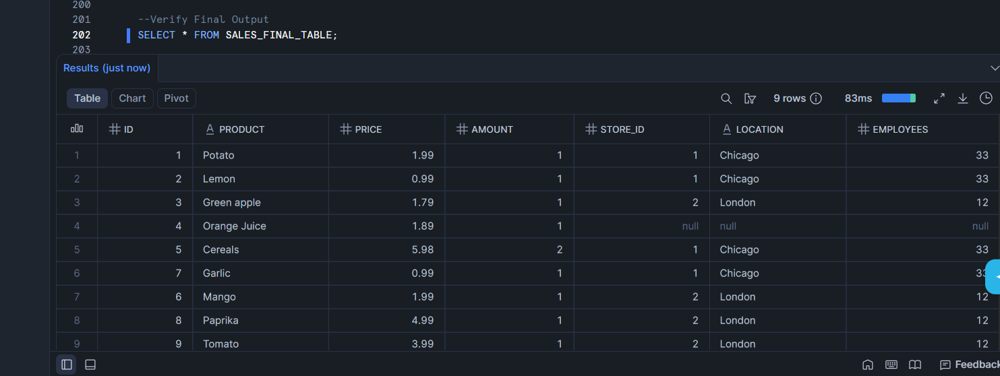 200
201 --Verify Final Output
202 SELECT * FROM SALES_FINAL_TABLE;
203
Results (just now)
Table Chart Pivot 9 rows 83ms
ID PRODUCT PRICE AMOUNT STORE_ID LOCATION EMPLOYEES
1 1 Potato 1.99 1 1 Chicago 33
2 2 Lemon 0.99 1 1 Chicago 33
3 3 Green apple 1.79 1 2 London 12
4 4 Orange Juice 1.89 1 null null null
5 5 Cereals 5.98 2 1 Chicago 33
6 7 Garlic 0.99 1 1 Chicago 33
7 6 Mango 1.99 1 2 London 12
8 8 Paprika 4.99 1 2 London 12
9 9 Tomato 3.99 1 2 London 12
Feedback